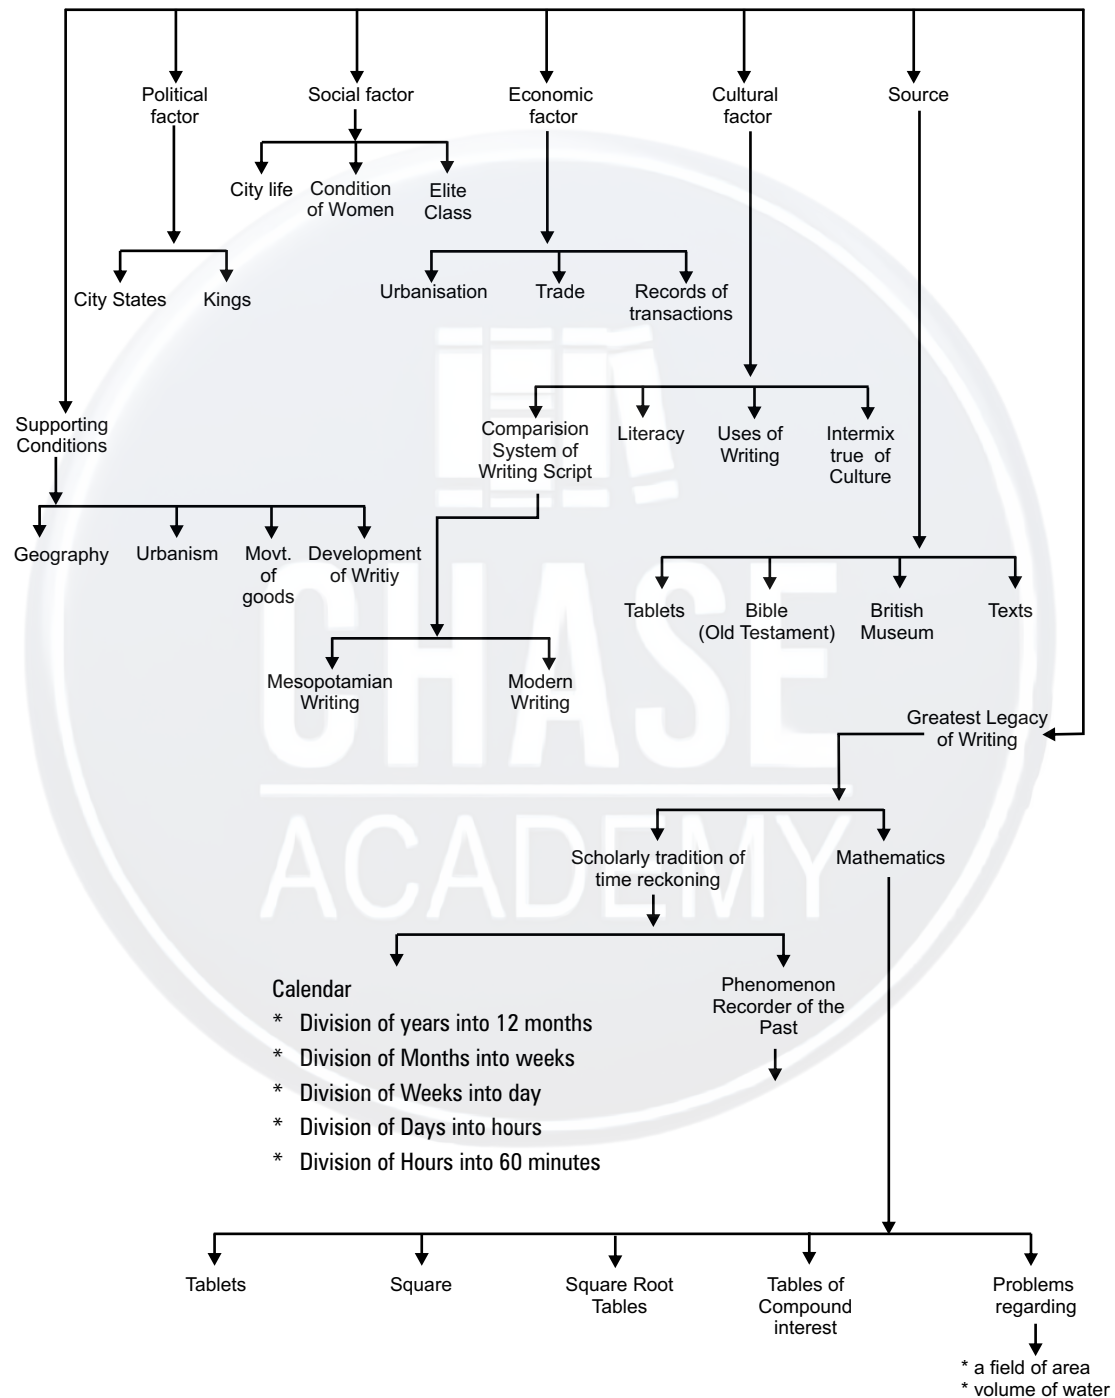 Political
factor
Social factor
Economic
factor
Cultural
factor
Source
City life
Condition
of Women
Elite
Class
City States
Kings
Urbanisation
Trade
Records of
transactions
Supporting
Conditions
Comparision
System of
Writing Script
Literacy
Uses of
Writing
Intermix
true of
Culture
Geography
Urbanism
Movt.
of
goods
Development
of Writiy
Tablets
Bible
(Old Testament)
British
Museum
Texts
Mesopotamian
Writing
Modern
Writing
Greatest Legacy
of Writing
CHASE
ACADEMY
Scholarly tradition of
time reckoning
Mathematics
Calendar
* Division of years into 12 months
* Division of Months into weeks
* Division of Weeks into day
* Division of Days into hours
* Division of Hours into 60 minutes
Phenomenon
Recorder of the
Past
Tablets
Square
Square Root
Tables
Tables of
Compound
interest
Problems
regarding
* a field of area
* volume of water